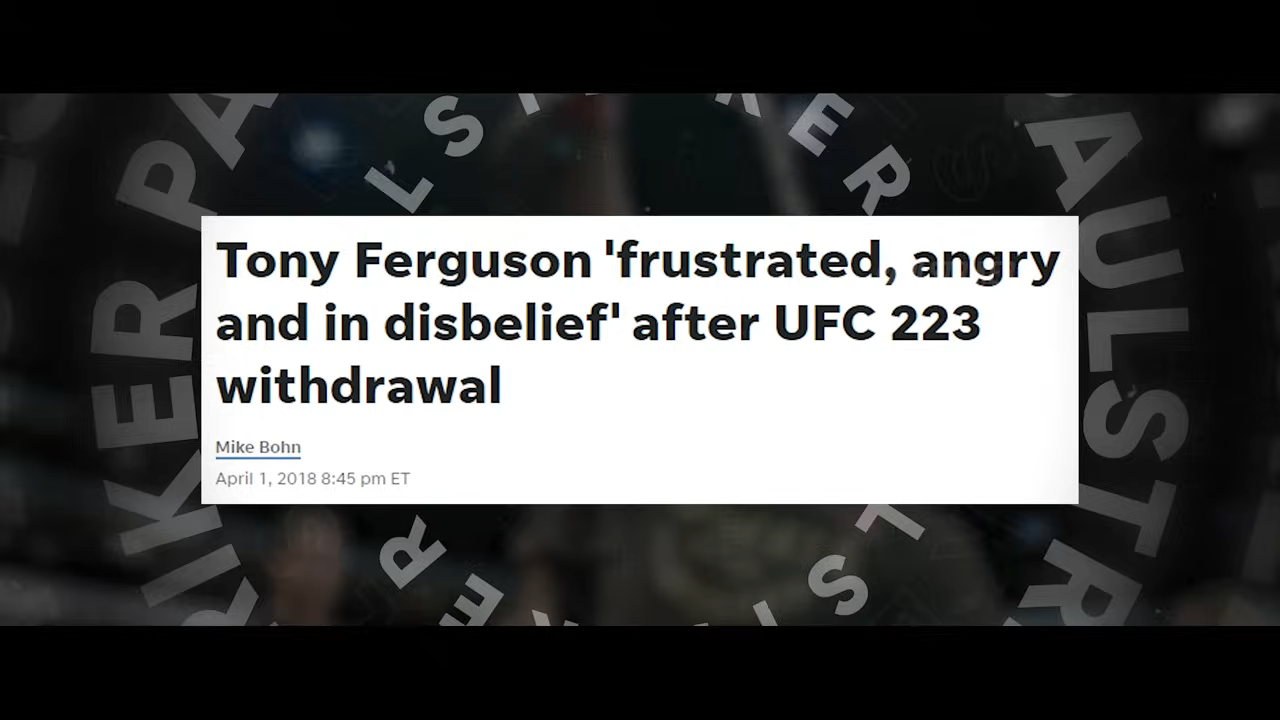 Tony Ferguson 'frustrated, angry
and in disbelief' after UFC 223
withdrawal
Mike Bohn
April 1, 2018 8:45 pm ET